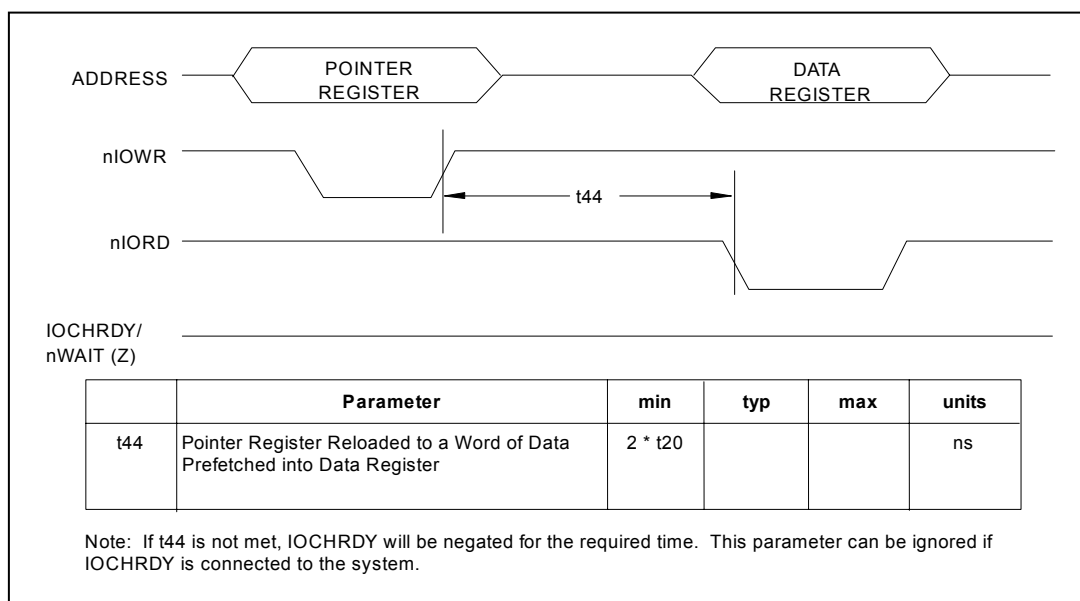 ADDRESS
POINTER
REGISTER
DATA
REGISTER
nIOWR
t44
nIORD
IOCHRDY/
nWAIT (Z)
Parameter min typ max units
t44 Pointer Register Reloaded to a Word of Data 2 * t20 ns
Prefetched into Data Register
Note: If t44 is not met, IOCHRDY will be negated for the required time. This parameter can be ignored if
IOCHRDY is connected to the system.